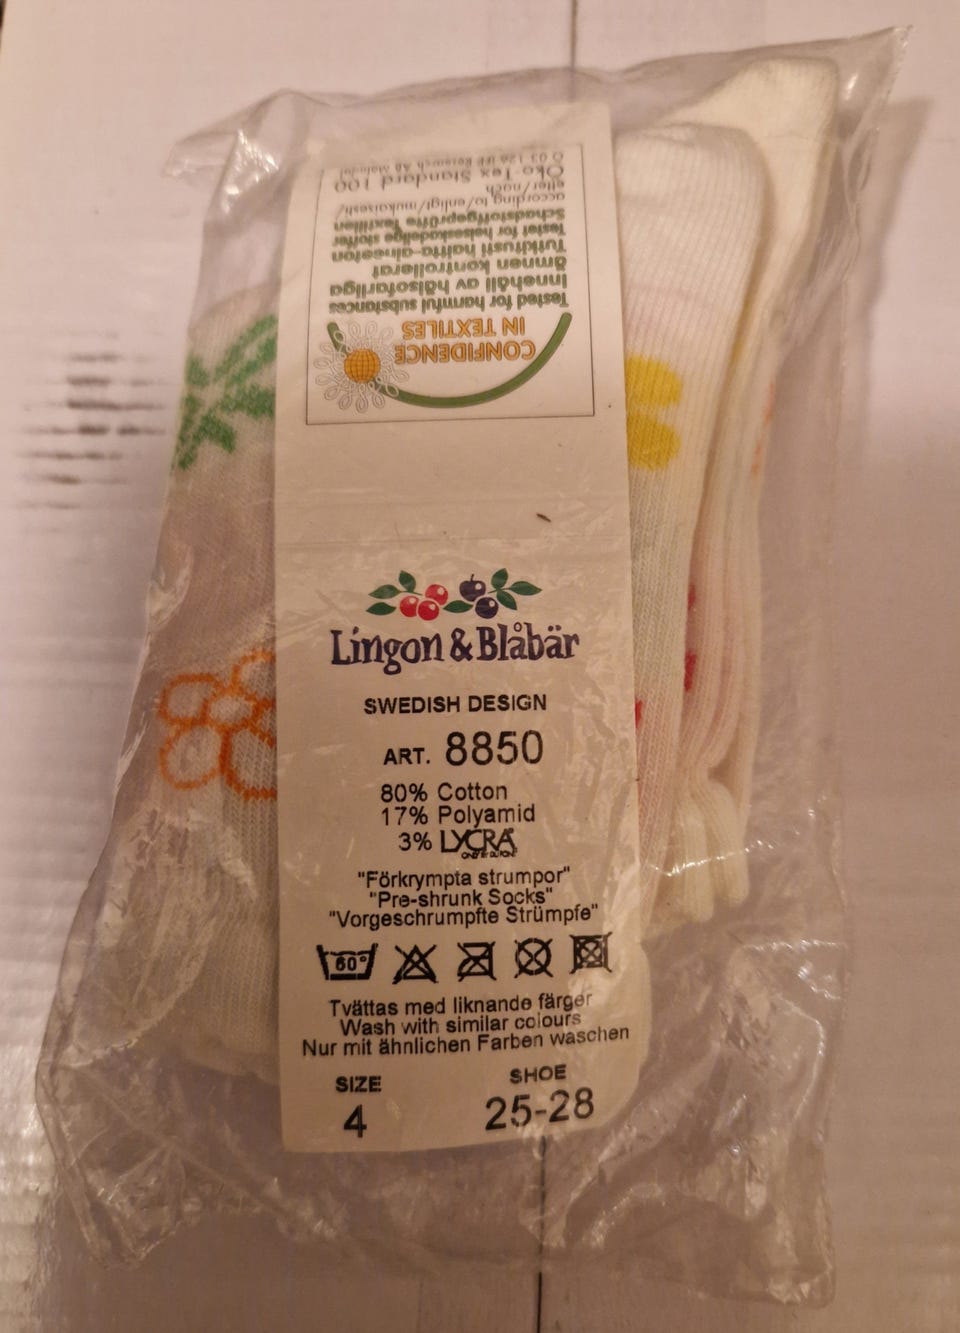 CONFIDENCE
IN TEXTILES
Tested for harmful substances
Innehåll av hälsofarliga
ämnen kontrollerat
Tutkitusti haitta-aineeton
Testet for helseskadelige stoffer
Schadstoffgeprüfte Textilien
according to/enligt/mukaisesti/
etter/nach
Öko-Tex Standard 100
Lingon & Blåbär
SWEDISH DESIGN
ART. 8850
80% Cotton
17% Polyamid
3% LYCRA
"Förkrympta strumpor"
"Pre-shrunk Socks"
"Vorgeschrumpfte Strümpfe"
60°
Tvättas med liknande färger
Wash with similar colours
Nur mit ähnlichen Farben waschen
SIZE SHOE
4 25-28